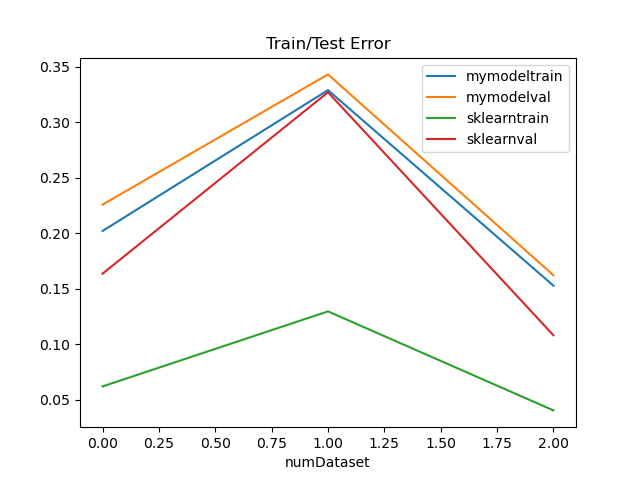 Train/Test Error
0.35
0.30
0.25
0.20
0.15
0.10
0.05
mymodeltrain
mymodelval
sklearntrain
sklearnval
0.00 0.25 0.50 0.75 1.00 1.25 1.50 1.75 2.00
numDataset